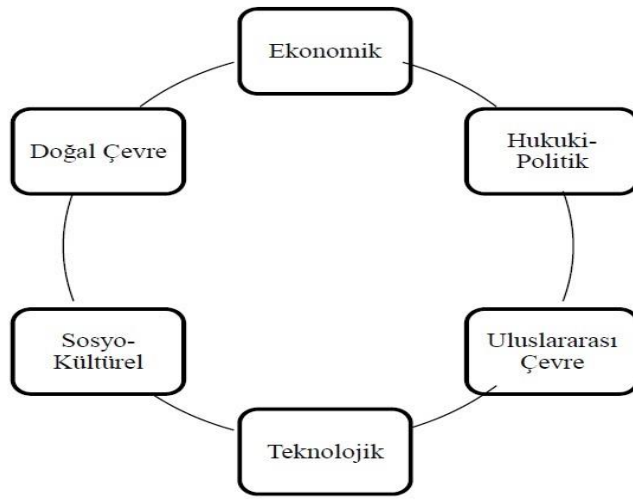 Ekonomik
Hukuki-
Politik
Uluslararası
Çevre
Teknolojik
Sosyo-
Kültürel
Doğal Çevre